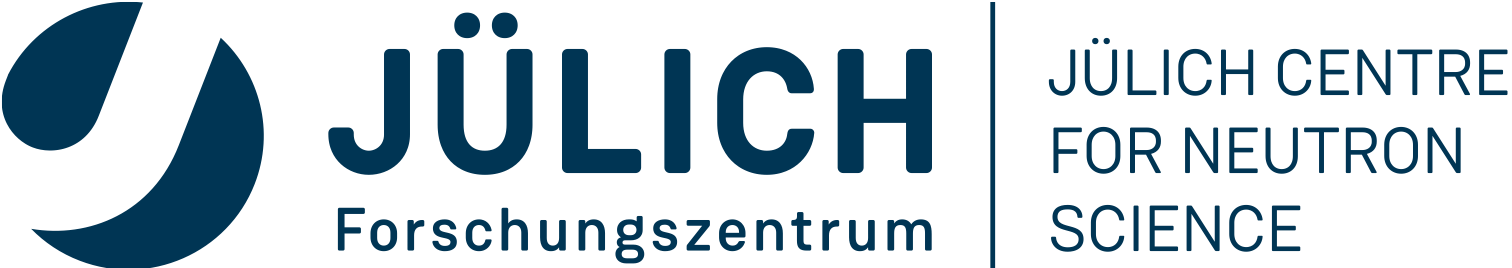 JÜLICH
Forschungszentrum
JÜLICH CENTRE
FOR NEUTRON
SCIENCE